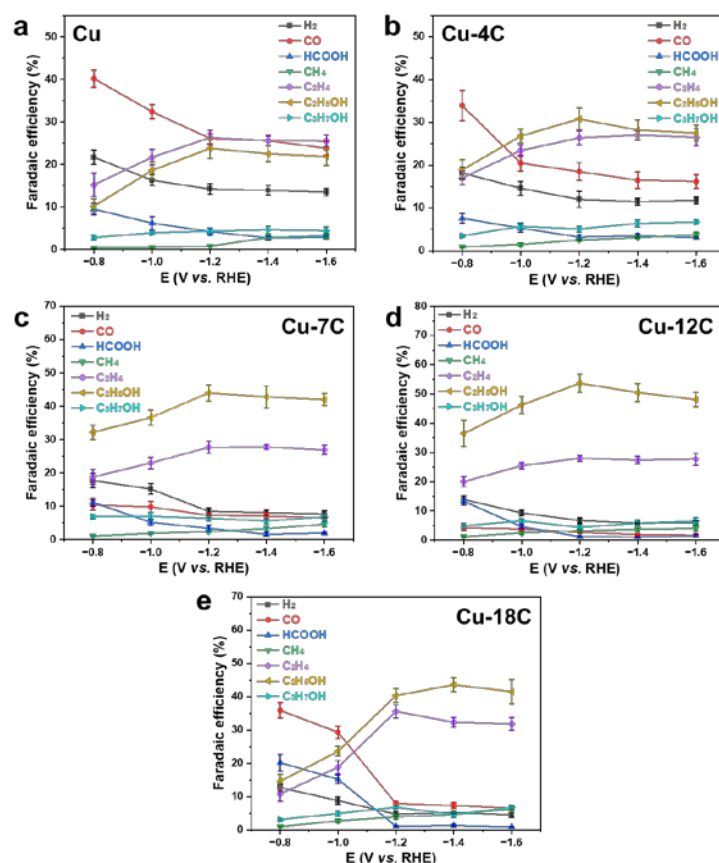 a
Cu
H₂
CO
HCOOH
CH₄
C₂H₄
C₂H₅OH
C₃H₇OH
Faradaic efficiency (%)
50
40
30
20
10
0
−0.8
−1.0
−1.2
−1.4
−1.6
E (V vs. RHE)
b
Cu-4C
H₂
CO
HCOOH
CH₄
C₂H₄
C₂H₅OH
C₃H₇OH
Faradaic efficiency (%)
50
40
30
20
10
0
−0.8
−1.0
−1.2
−1.4
−1.6
E (V vs. RHE)
c
Cu-7C
H₂
CO
HCOOH
CH₄
C₂H₄
C₂H₅OH
C₃H₇OH
Faradaic efficiency (%)
70
60
50
40
30
20
10
0
−0.8
−1.0
−1.2
−1.4
−1.6
E (V vs. RHE)
d
Cu-12C
H₂
CO
HCOOH
CH₄
C₂H₄
C₂H₅OH
C₃H₇OH
Faradaic efficiency (%)
80
70
60
50
40
30
20
10
0
−0.8
−1.0
−1.2
−1.4
−1.6
E (V vs. RHE)
e
Cu-18C
H₂
CO
HCOOH
CH₄
C₂H₄
C₂H₅OH
C₃H₇OH
Faradaic efficiency (%)
70
60
50
40
30
20
10
0
−0.8
−1.0
−1.2
−1.4
−1.6
E (V vs. RHE)